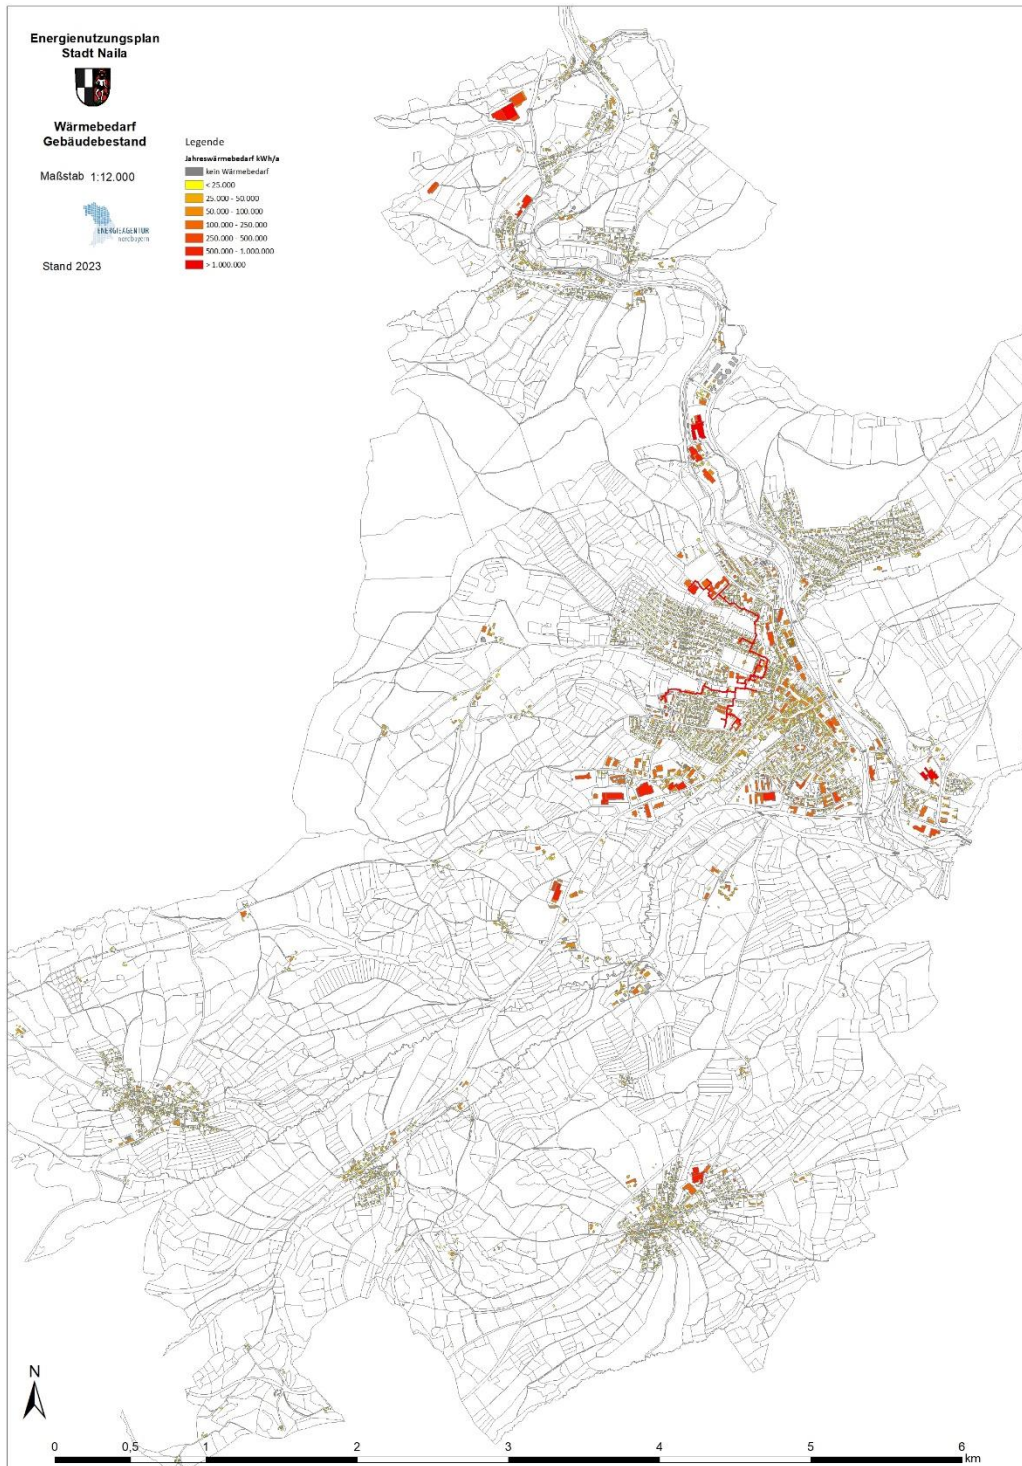 Energienutzungsplan
Stadt Naila
Wärmebedarf
Gebäudebestand
Maßstab 1:12.000
ENERGIEAGENTUR
nordbayern
Stand 2023
Legende
Jahreswärmebedarf kWh/a
kein Wärmebedarf
< 25.000
25.000 - 50.000
50.000 - 100.000
100.000 - 250.000
250.000 - 500.000
500.000 - 1.000.000
> 1.000.000
N
0 0,5 1 2 3 4 5 6
km